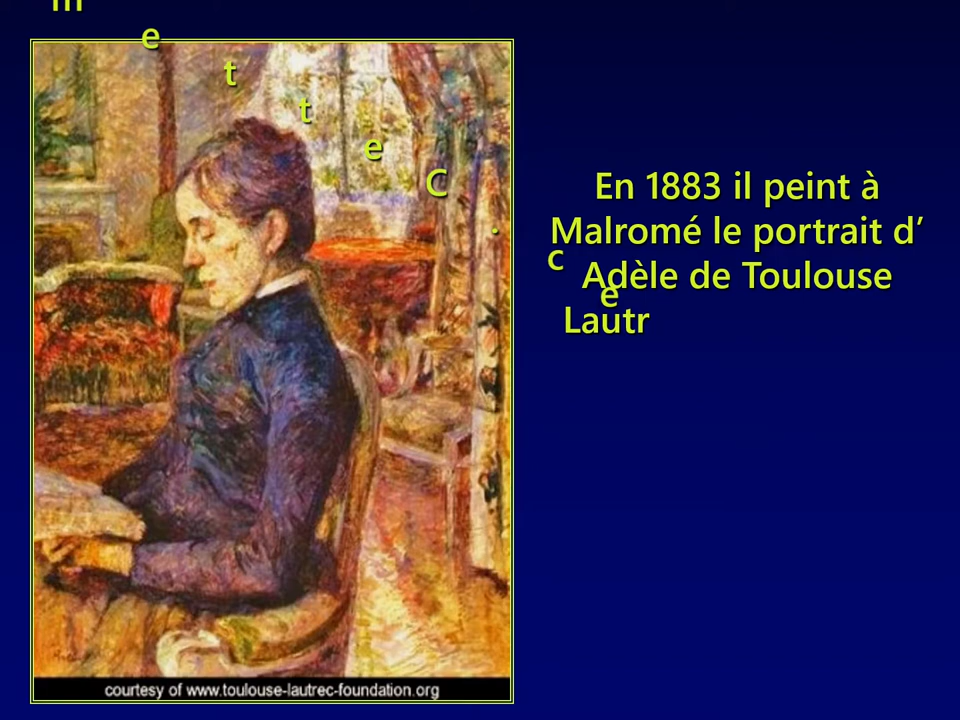 En 1883 il peint à
Malromé le portrait d’
Adèle de Toulouse
Lautr
e
c
.
C
e
t
t
e
courtesy of www.toulouse-lautrec-foundation.org